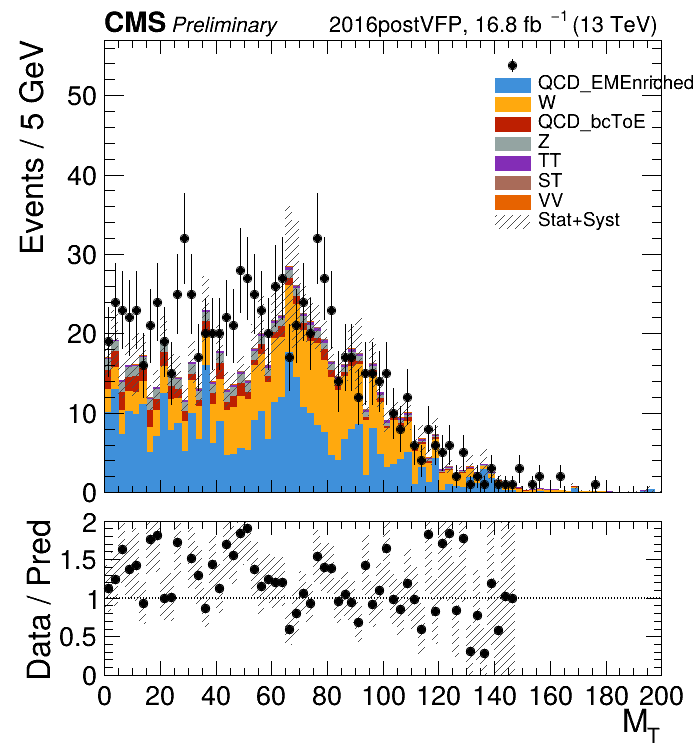 CMS Preliminary 2016postVFP, 16.8 fb⁻¹ (13 TeV)
Events / 5 GeV
50
40
30
20
10
0
QCD_EMEnriched
W
QCD_bcToE
Z
TT
ST
VV
Stat+Syst
Data / Pred
2
1.5
1
0.5
0
0 20 40 60 80 100 120 140 160 180 200
M_T